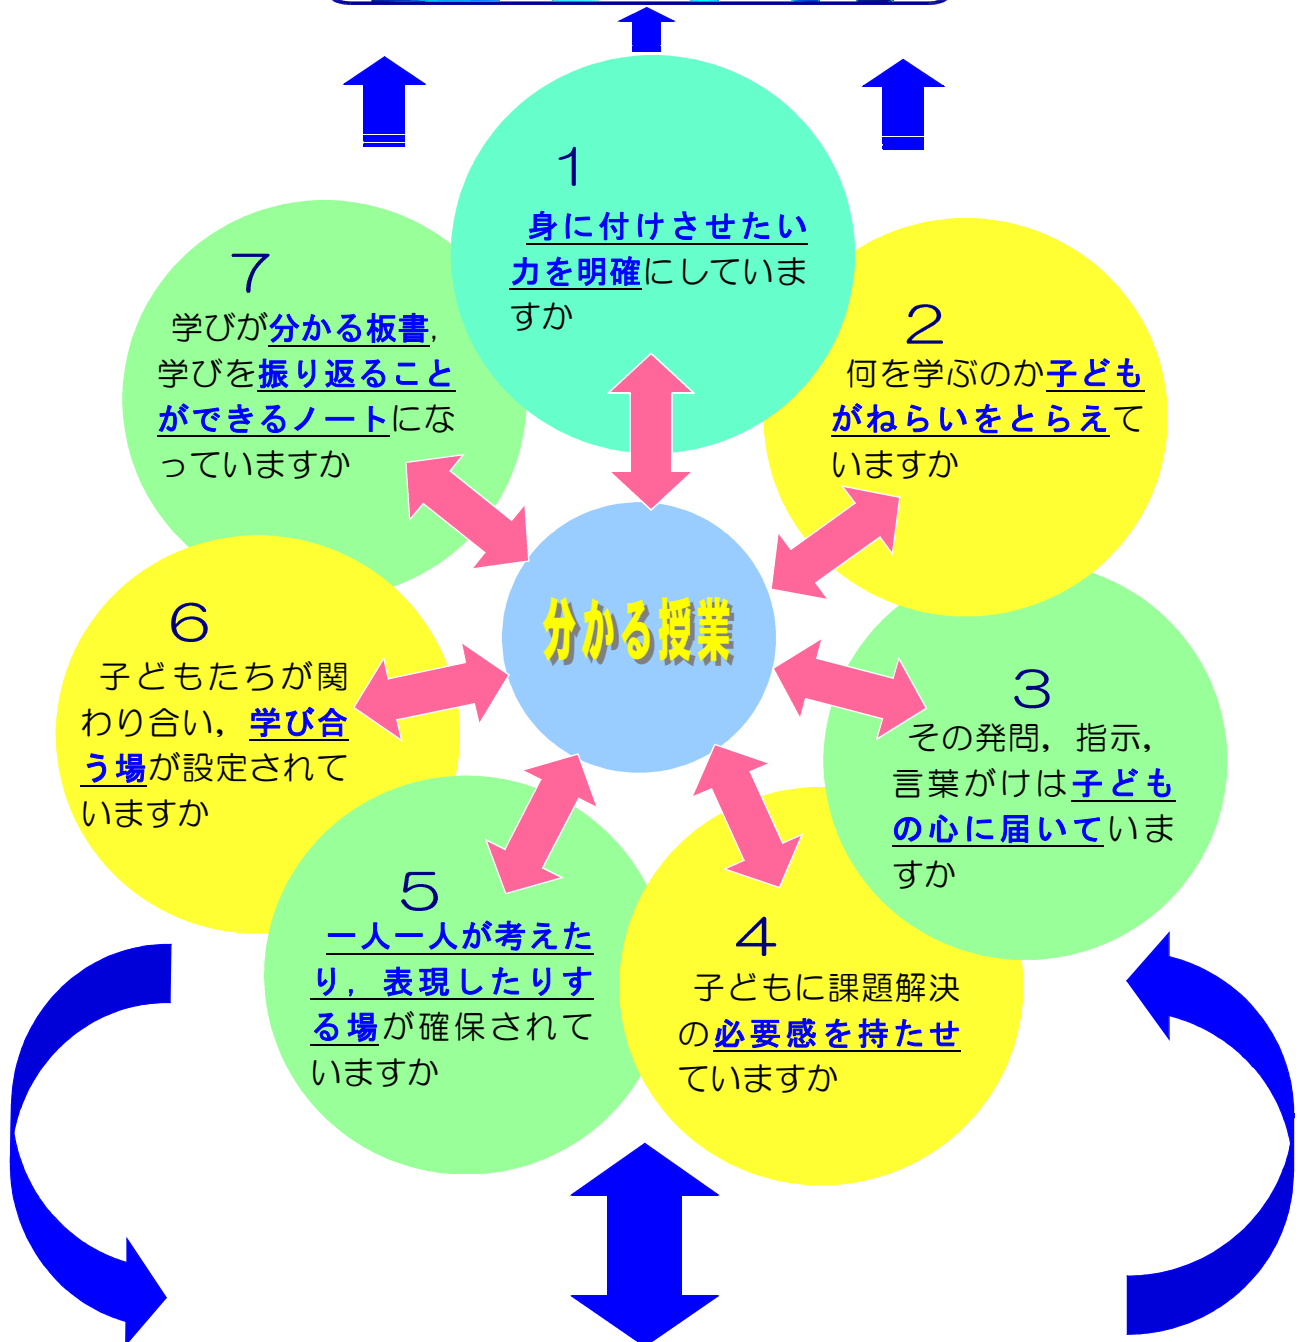 1
身に付けさせたい
力を明確にしていま
すか
2
何を学ぶのか子ども
がねらいをとらえて
いますか
3
その発問，指示，
言葉がけは子ども
の心に届いていま
すか
4
子どもに課題解決
の必要感を持たせ
ていますか
5
一人一人が考えた
り，表現したりす
る場が確保されて
いますか
6
子どもたちが関
わり合い，学び合
う場が設定されて
いますか
7
学びが分かる板書，
学びを振り返ること
ができるノートにな
っていますか
分かる授業